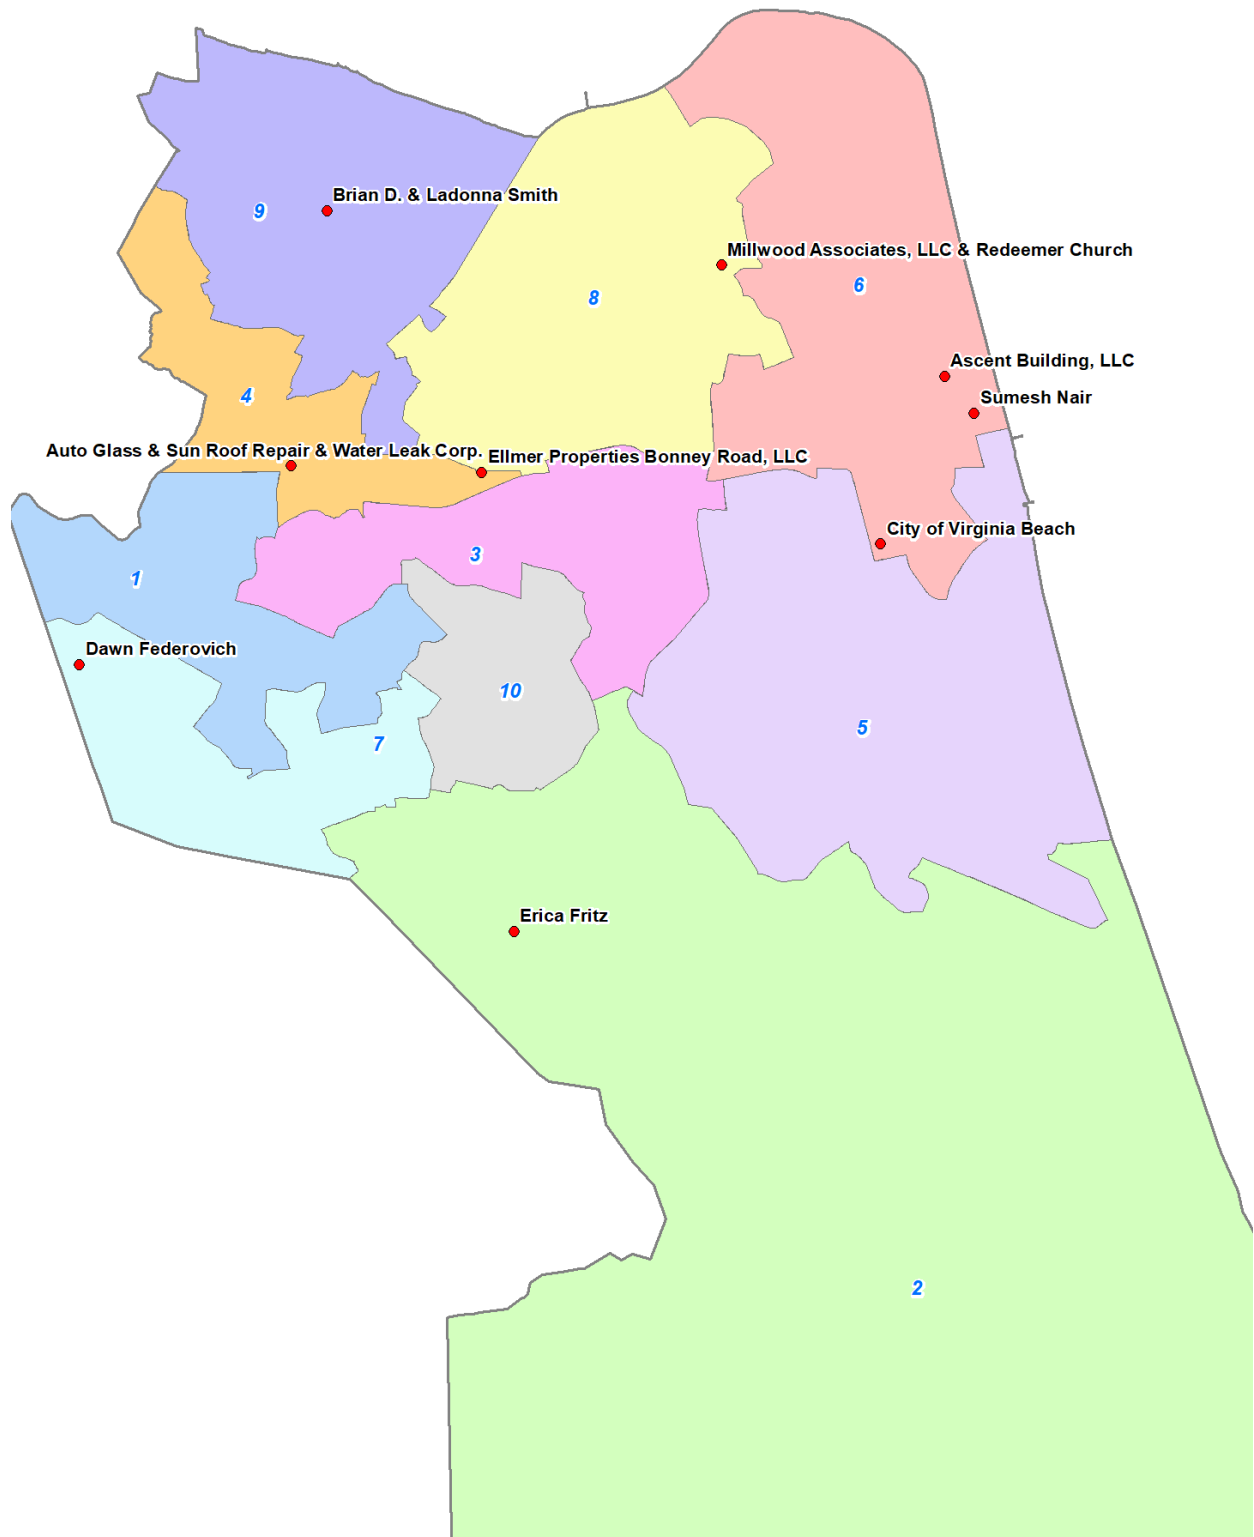 Brian D. & Ladonna Smith
9
Millwood Associates, LLC & Redeemer Church
6
8
Ascent Building, LLC
4
Sumesh Nair
Auto Glass & Sun Roof Repair & Water Leak Corp.
Ellmer Properties Bonney Road, LLC
City of Virginia Beach
3
1
Dawn Federovich
10
5
7
Erica Fritz
2